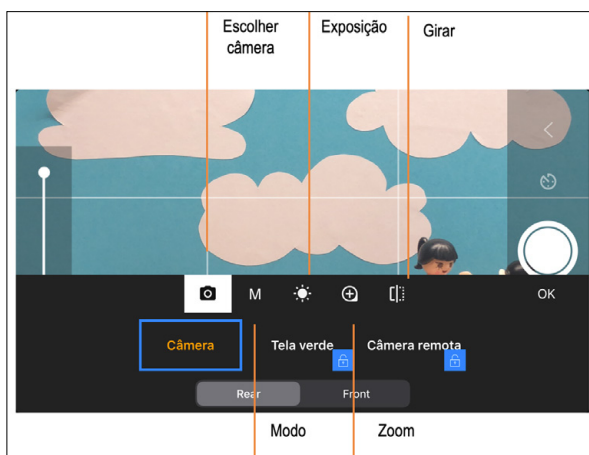 Escolher
câmera
Exposição
Girar
M
OK
Câmera
Tela verde
Câmera remota
Rear
Front
Modo
Zoom